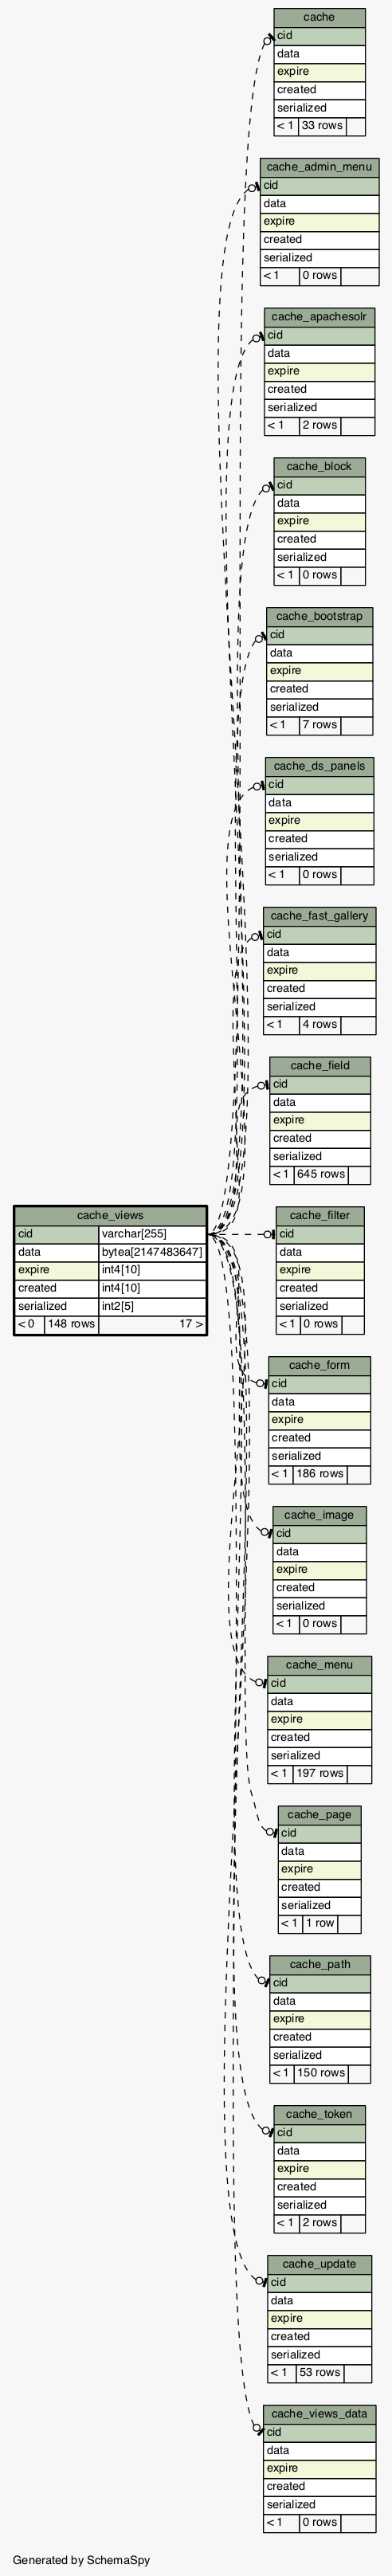 cache
cid
data
expire
created
serialized
< 1 33 rows
cache_admin_menu
cid
data
expire
created
serialized
< 1 0 rows
cache_apachesolr
cid
data
expire
created
serialized
< 1 2 rows
cache_block
cid
data
expire
created
serialized
< 1 0 rows
cache_bootstrap
cid
data
expire
created
serialized
< 1 7 rows
cache_ds_panels
cid
data
expire
created
serialized
< 1 0 rows
cache_fast_gallery
cid
data
expire
created
serialized
< 1 4 rows
cache_field
cid
data
expire
created
serialized
< 1 645 rows
cache_views
cid varchar[255]
data bytea[2147483647]
expire int4[10]
created int4[10]
serialized int2[5]
< 0 148 rows 17 >
cache_filter
cid
data
expire
created
serialized
< 1 0 rows
cache_form
cid
data
expire
created
serialized
< 1 186 rows
cache_image
cid
data
expire
created
serialized
< 1 0 rows
cache_menu
cid
data
expire
created
serialized
< 1 197 rows
cache_page
cid
data
expire
created
serialized
< 1 1 row
cache_path
cid
data
expire
created
serialized
< 1 150 rows
cache_token
cid
data
expire
created
serialized
< 1 2 rows
cache_update
cid
data
expire
created
serialized
< 1 53 rows
cache_views_data
cid
data
expire
created
serialized
< 1 0 rows
Generated by SchemaSpy